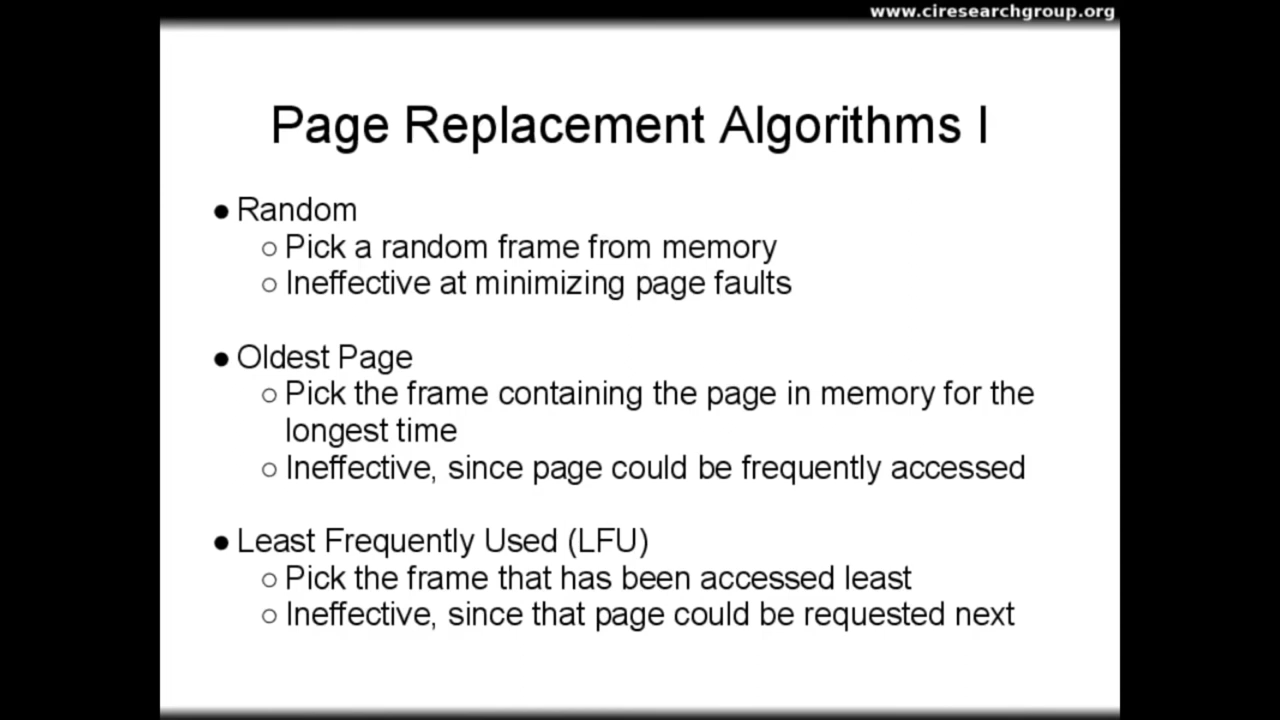 www.ciresearchgroup.org
Page Replacement Algorithms I
● Random
○ Pick a random frame from memory
○ Ineffective at minimizing page faults
● Oldest Page
○ Pick the frame containing the page in memory for the
longest time
○ Ineffective, since page could be frequently accessed
● Least Frequently Used (LFU)
○ Pick the frame that has been accessed least
○ Ineffective, since that page could be requested next